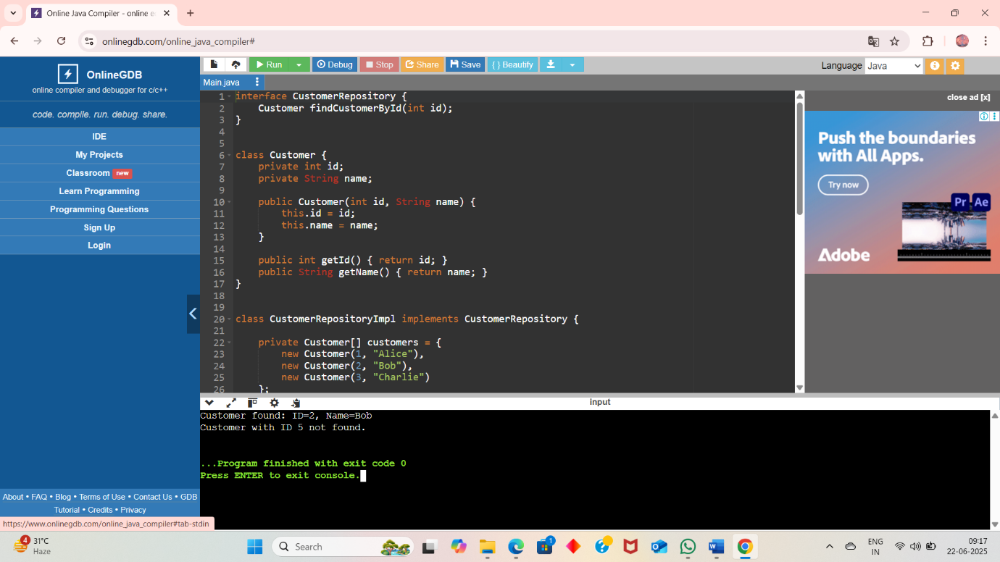 Online Java Compiler - online e
onlinegdb.com/online_java_compiler#
OnlineGDB
online compiler and debugger for c/c++
code. compile. run. debug. share.
IDE
My Projects
Classroom new
Learn Programming
Programming Questions
Sign Up
Login
About • FAQ • Blog • Terms of Use • Contact Us • GDB
Tutorial • Credits • Privacy
https://www.onlinegdb.com/online_java_compiler#tab-stdin
Run Debug Stop Share Save { } Beautify
Language Java
Main.java
1 interface CustomerRepository {
2 Customer findCustomerById(int id);
3 }
4
5
6 class Customer {
7 private int id;
8 private String name;
9
10 public Customer(int id, String name) {
11 this.id = id;
12 this.name = name;
13 }
14
15 public int getId() { return id; }
16 public String getName() { return name; }
17 }
18
19
20 class CustomerRepositoryImpl implements CustomerRepository {
21
22 private Customer[] customers = {
23 new Customer(1, "Alice"),
24 new Customer(2, "Bob"),
25 new Customer(3, "Charlie")
26 };
close ad [x]
Push the boundaries
with All Apps.
Try now
Pr Ae
Adobe
input
Customer found: ID=2, Name=Bob
Customer with ID 5 not found.
...Program finished with exit code 0
Press ENTER to exit console.
4
31°C
Haze
Search
1
ENG
IN
09:17
22-06-2025